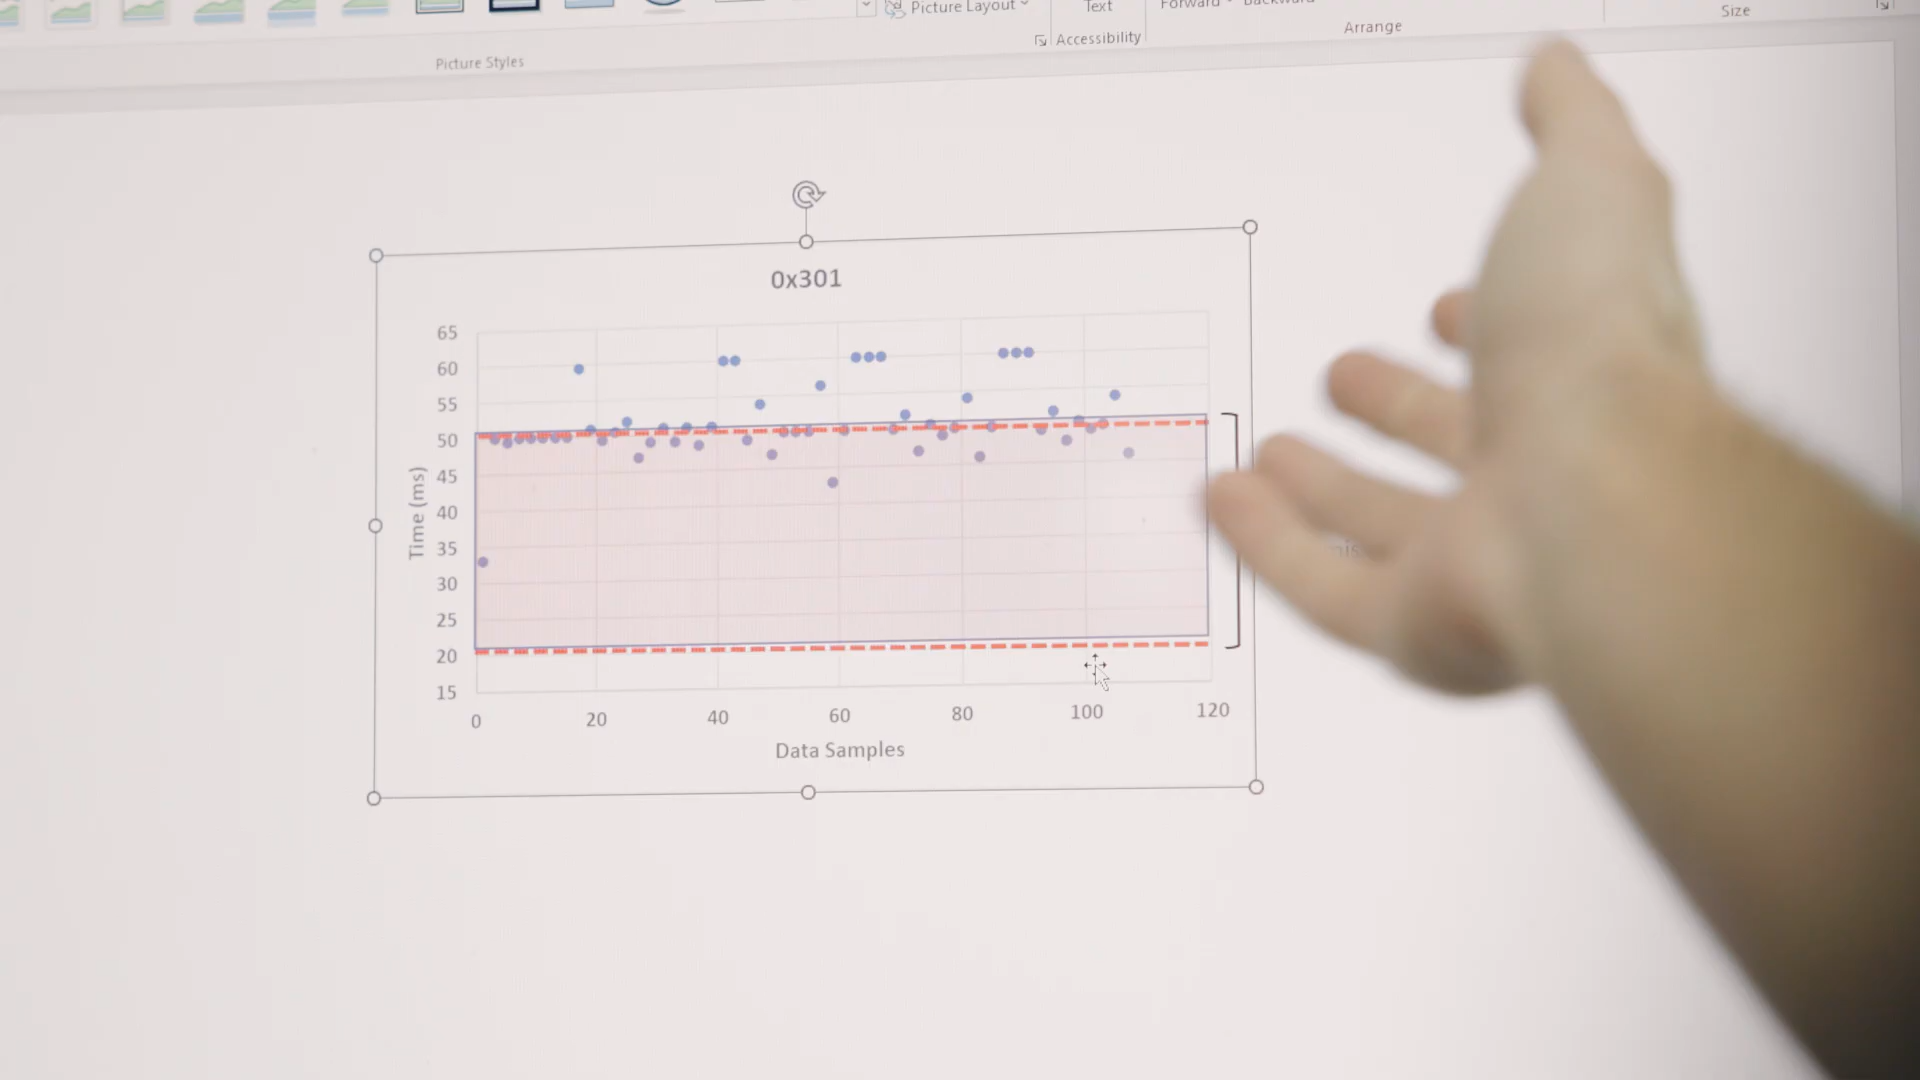 Picture Layout
Text
Forward
Backward
Accessibility
Arrange
Size
Picture Styles
0x301
65
60
55
50
45
40
35
30
25
20
15
Time (ms)
0 20 40 60 80 100 120
Data Samples